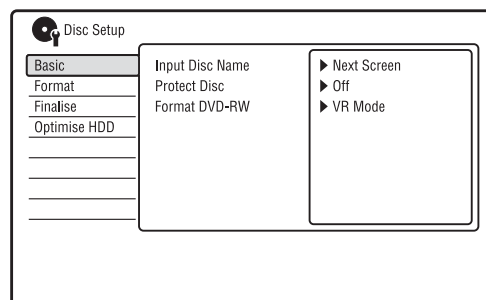 Disc Setup
Basic
Format
Finalise
Optimise HDD
Input Disc Name ▶ Next Screen
Protect Disc ▶ Off
Format DVD-RW ▶ VR Mode